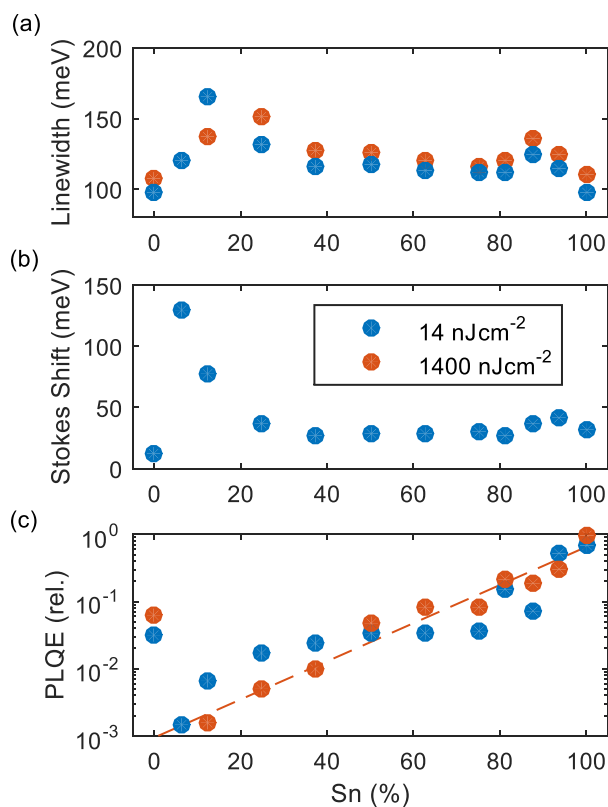 (a)
Linewidth (meV)
200
150
100
0 20 40 60 80 100
(b)
Stokes Shift (meV)
150
100
50
0
14 nJcm⁻²
1400 nJcm⁻²
0 20 40 60 80 100
(c)
PLQE (rel.)
10⁰
10⁻¹
10⁻²
10⁻³
0 20 40 60 80 100
Sn (%)